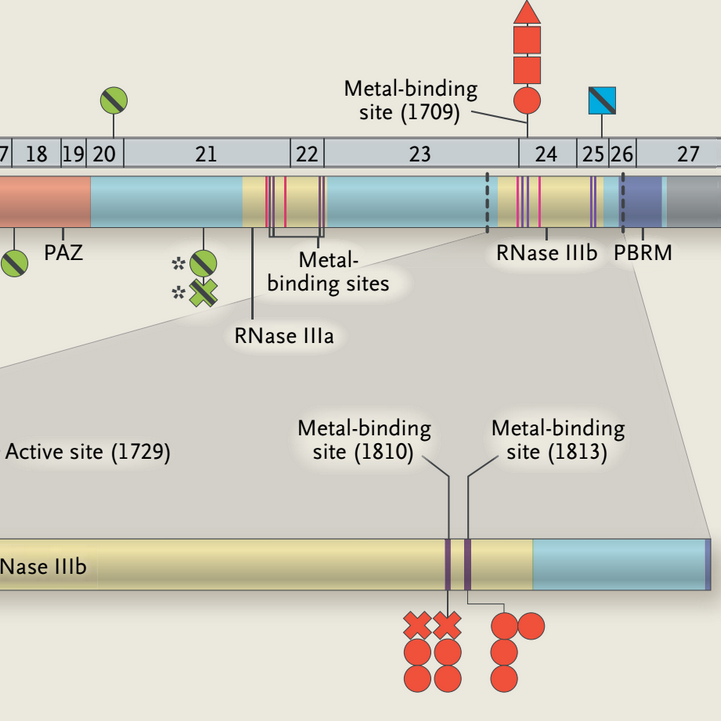 Metal-binding
site (1709)
7 18 19 20 21 22 23 24 25 26 27
PAZ
*
*
Metal-
binding sites
RNase IIIb
PBRM
RNase IIIa
Active site (1729)
Metal-binding
site (1810)
Metal-binding
site (1813)
Nase IIIb